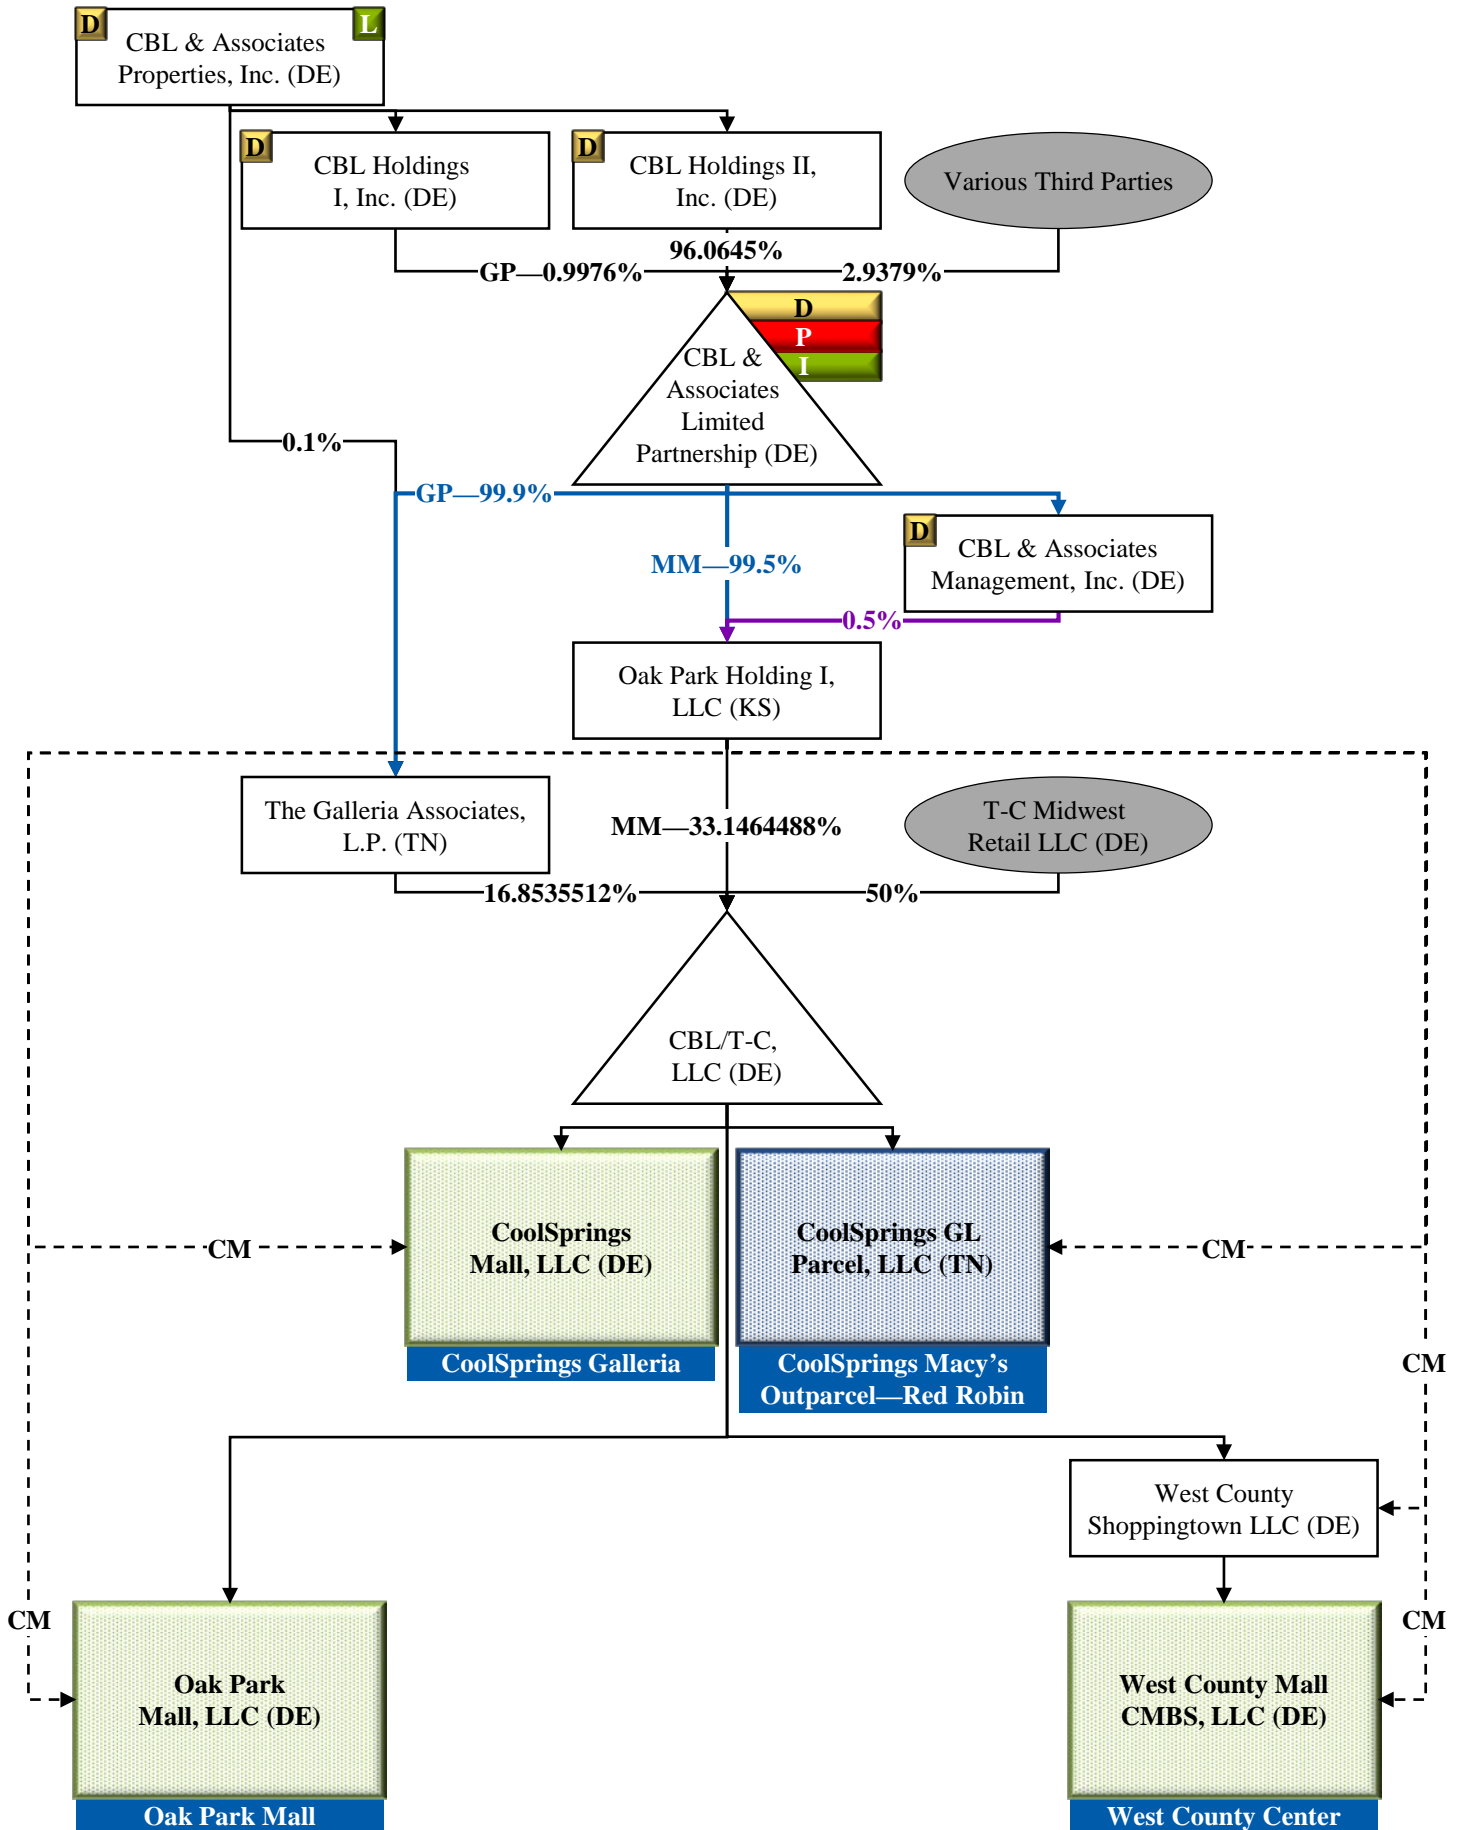 D
L
CBL & Associates
Properties, Inc. (DE)
D
CBL Holdings
I, Inc. (DE)
D
CBL Holdings II,
Inc. (DE)
Various Third Parties
96.0645%
GP—0.9976%
2.9379%
D
P
I
CBL &
Associates
Limited
Partnership (DE)
0.1%
GP—99.9%
MM—99.5%
D
CBL & Associates
Management, Inc. (DE)
0.5%
Oak Park Holding I,
LLC (KS)
The Galleria Associates,
L.P. (TN)
MM—33.1464488%
T-C Midwest
Retail LLC (DE)
16.8535512%
50%
CBL/T-C,
LLC (DE)
CoolSprings
Mall, LLC (DE)
CoolSprings GL
Parcel, LLC (TN)
CM
CM
CoolSprings Galleria
CoolSprings Macy’s
Outparcel—Red Robin
CM
West County
Shoppingtown LLC (DE)
CM
CM
Oak Park
Mall, LLC (DE)
West County Mall
CMBS, LLC (DE)
Oak Park Mall
West County Center